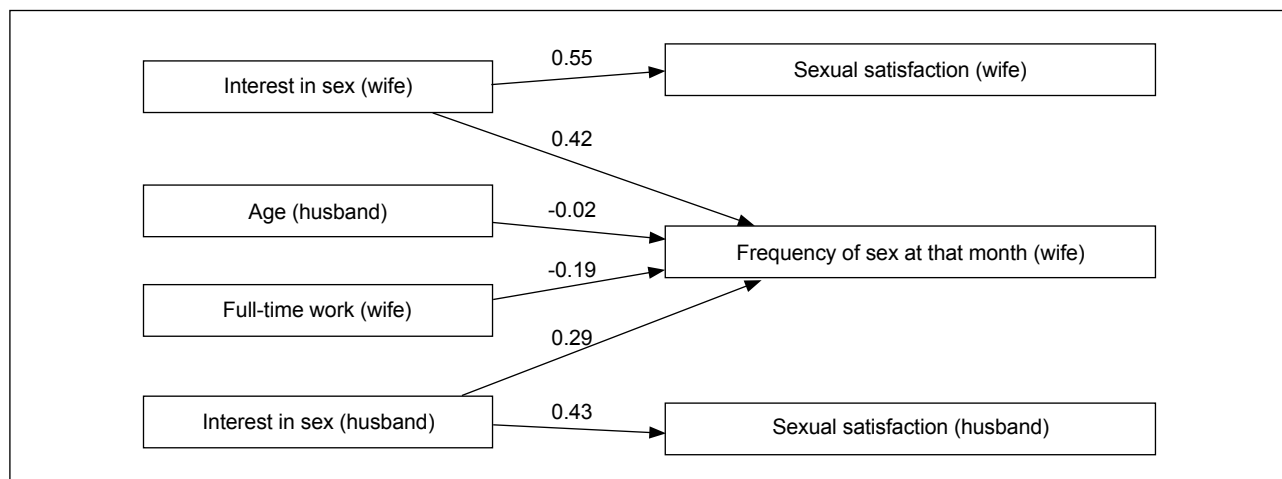 0.55
Interest in sex (wife)
Sexual satisfaction (wife)
0.42
Age (husband)
-0.02
Frequency of sex at that month (wife)
-0.19
Full-time work (wife)
0.29
Interest in sex (husband)
0.43
Sexual satisfaction (husband)